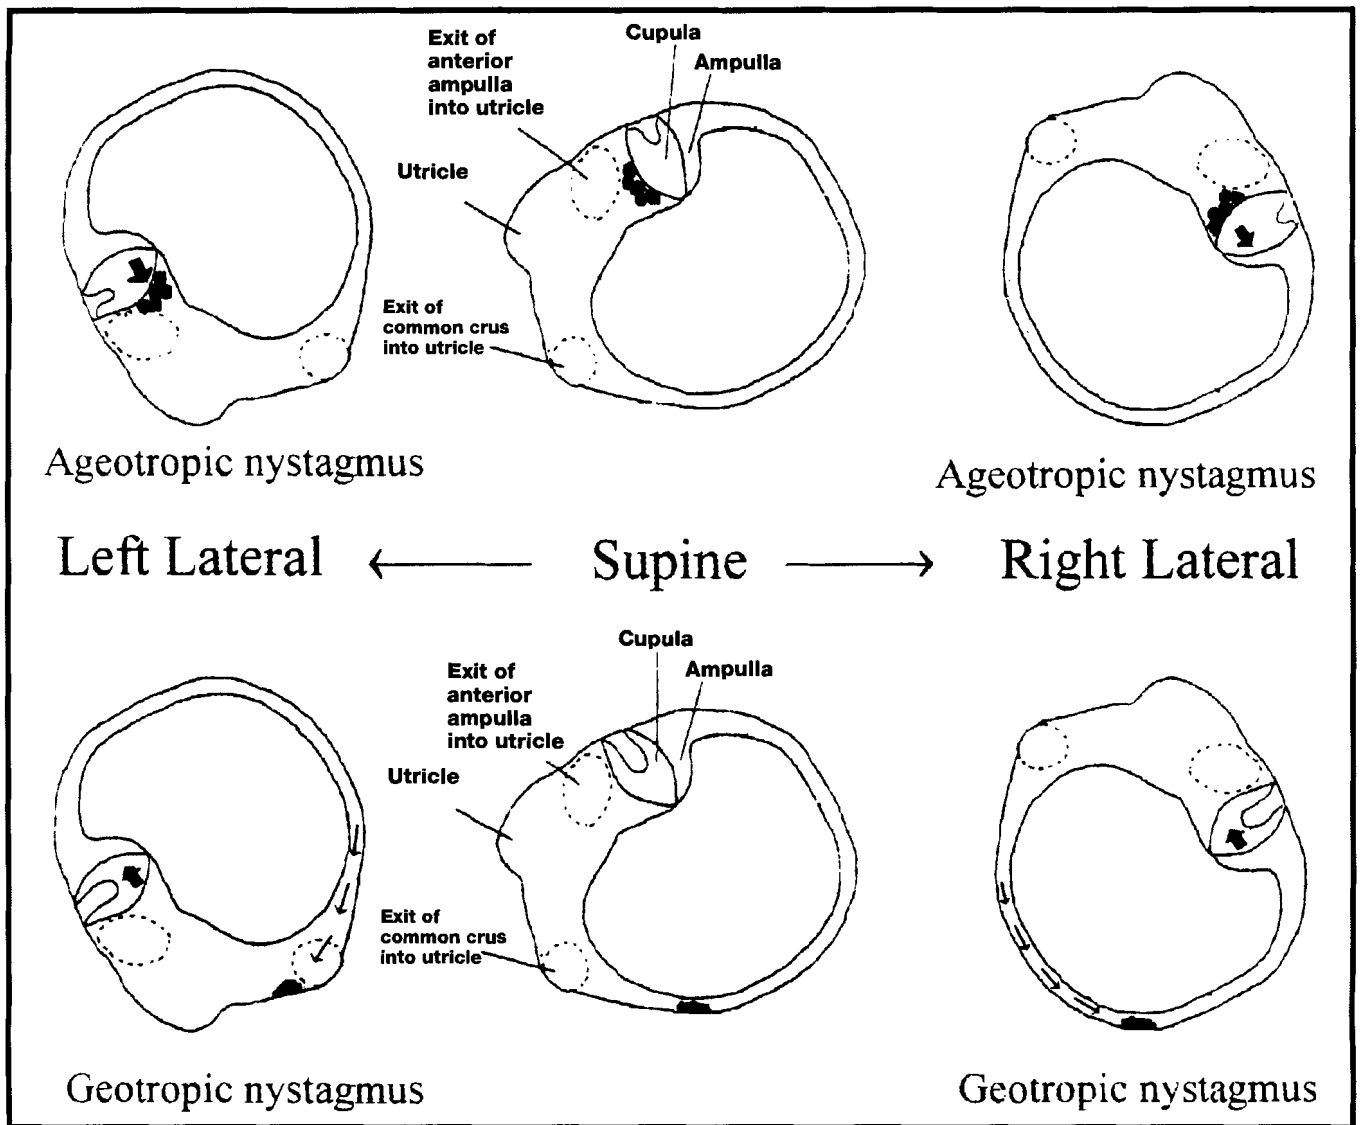 Exit of
anterior
ampulla
into utricle
Cupula
Ampulla
Utricle
Exit of
common crus
into utricle
Ageotropic nystagmus
Ageotropic nystagmus
Left Lateral
Supine
Right Lateral
Cupula
Exit of
anterior
ampulla
into utricle
Ampulla
Utricle
Exit of
common crus
into utricle
Geotropic nystagmus
Geotropic nystagmus